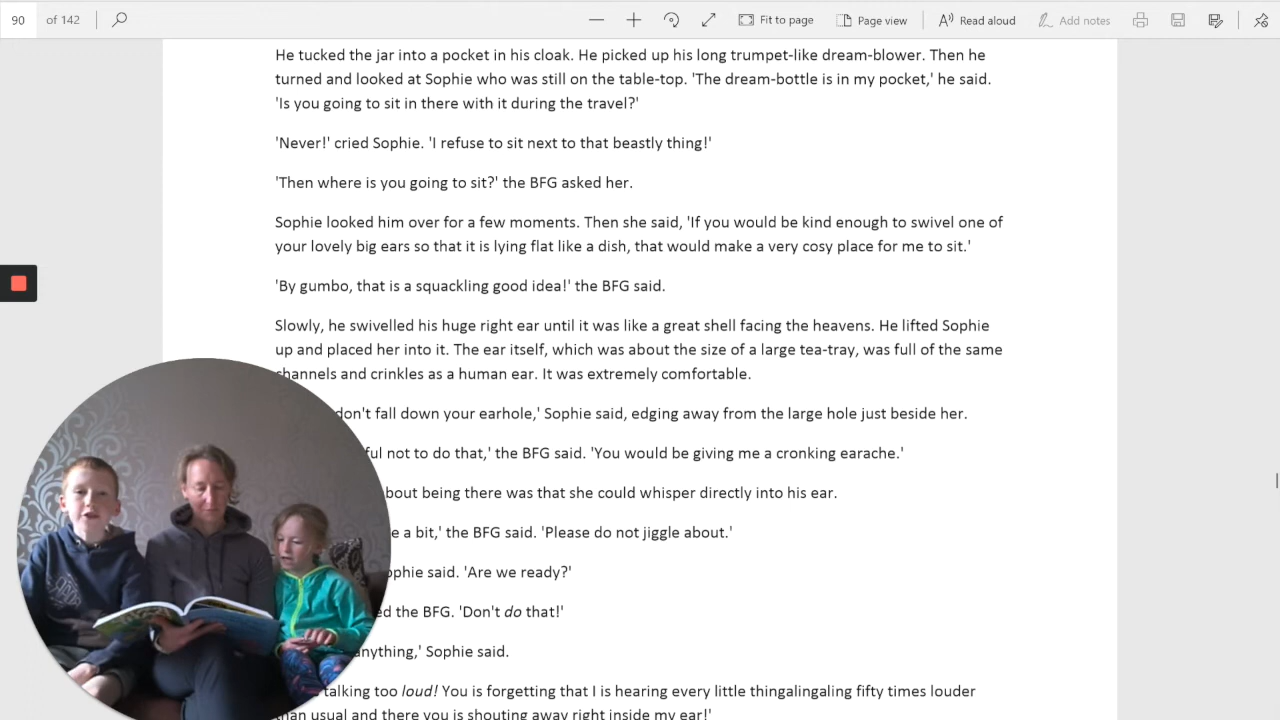 90 of 142 Fit to page Page view Read aloud Add notes
He tucked the jar into a pocket in his cloak. He picked up his long trumpet-like dream-blower. Then he
turned and looked at Sophie who was still on the table-top. 'The dream-bottle is in my pocket,' he said.
'Is you going to sit in there with it during the travel?'
'Never!' cried Sophie. 'I refuse to sit next to that beastly thing!'
'Then where is you going to sit?' the BFG asked her.
Sophie looked him over for a few moments. Then she said, 'If you would be kind enough to swivel one of
your lovely big ears so that it is lying flat like a dish, that would make a very cosy place for me to sit.'
'By gumbo, that is a squackling good idea!' the BFG said.
Slowly, he swivelled his huge right ear until it was like a great shell facing the heavens. He lifted Sophie
up and placed her into it. The ear itself, which was about the size of a large tea-tray, was full of the same
channels and crinkles as a human ear. It was extremely comfortable.
don't fall down your earhole,' Sophie said, edging away from the large hole just beside her.
ful not to do that,' the BFG said. 'You would be giving me a cronking earache.'
bout being there was that she could whisper directly into his ear.
e a bit,' the BFG said. 'Please do not jiggle about.'
ophie said. 'Are we ready?'
ed the BFG. 'Don't do that!'
anything,' Sophie said.
talking too loud! You is forgetting that I is hearing every little thingalingaling fifty times louder
than usual and there you is shouting away right inside my ear!'